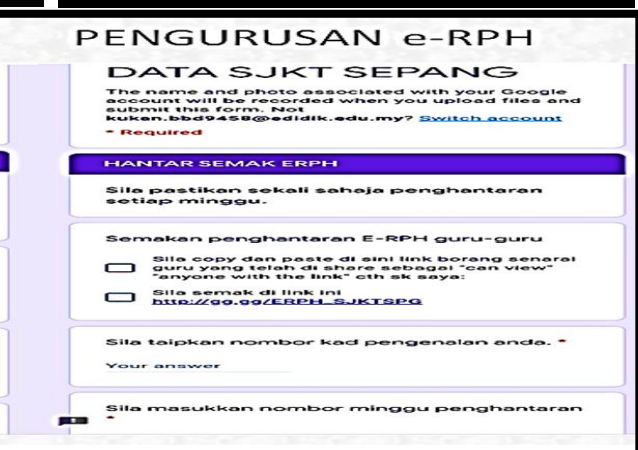 PENGURUSAN e-RPH
DATA SJKT SEPANG
The name and photo associated with your Google
account will be recorded when you upload files and
submit this form. Not
kukan.bbd9458@edidik.edu.my? Switch account
* Required
HANTAR SEMAK ERPH
Sila pastikan sekali sahaja penghantaran
setiap minggu.
Semakan penghantaran E-RPH guru-guru
Sila copy dan paste di sini link borang senarai
guru yang telah di share sebagai "can view"
"anyone with the link" cth sk saya:
Sila semak di link ini
http://gg.gg/ERPH_SJKTSPG
Sila taipkan nombor kad pengenalan anda. *
Your answer
Sila masukkan nombor minggu penghantaran
*